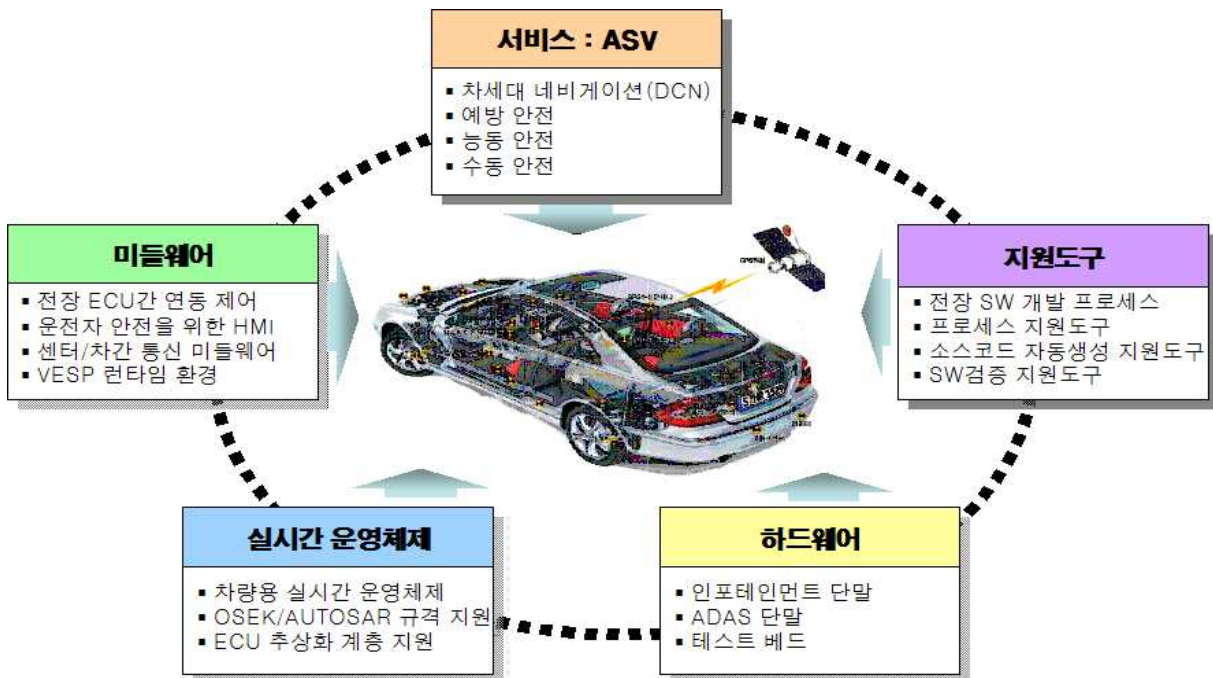 서비스 : ASV
▪ 차세대 네비게이션(DCN)
▪ 예방 안전
▪ 능동 안전
▪ 수동 안전
미들웨어
▪ 전장 ECU간 연동 제어
▪ 운전자 안전을 위한 HMI
▪ 센터/차간 통신 미들웨어
▪ VESP 런타임 환경
지원도구
▪ 전장 SW 개발 프로세스
▪ 프로세스 지원도구
▪ 소스코드 자동생성 지원도구
▪ SW검증 지원도구
실시간 운영체제
▪ 차량용 실시간 운영체제
▪ OSEK/AUTOSAR 규격 지원
▪ ECU 추상화 계층 지원
하드웨어
▪ 인포테인먼트 단말
▪ ADAS 단말
▪ 테스트 베드